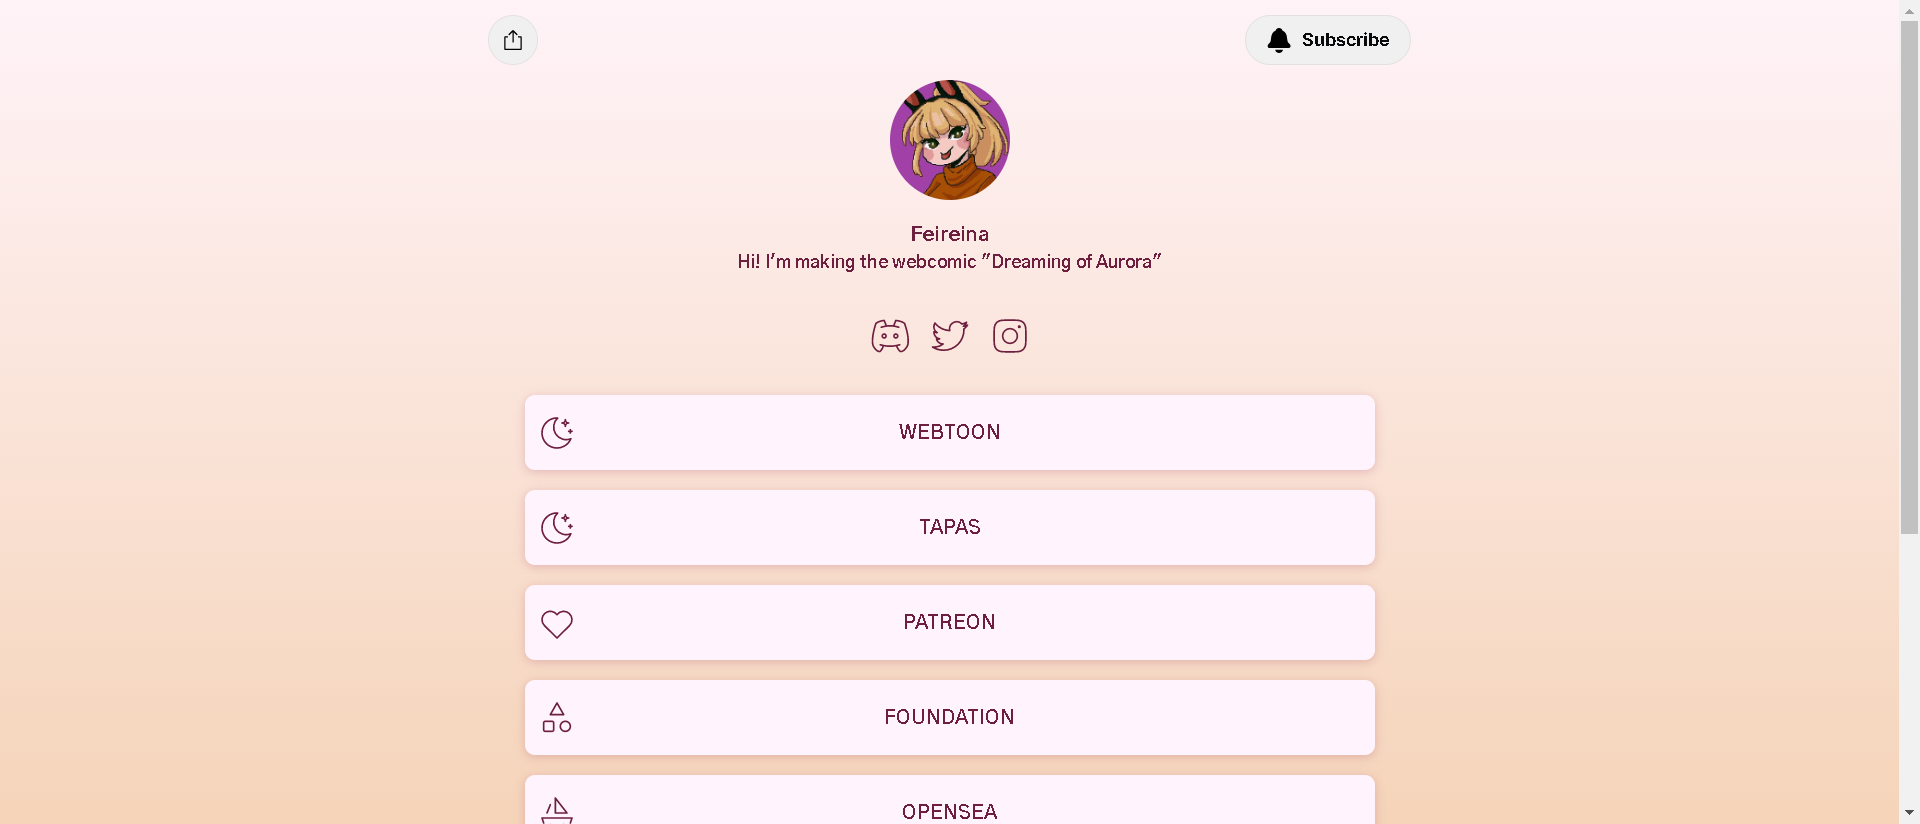 Subscribe
Feireina
Hi! I'm making the webcomic "Dreaming of Aurora"
WEBTOON
TAPAS
PATREON
FOUNDATION
OPENSEA